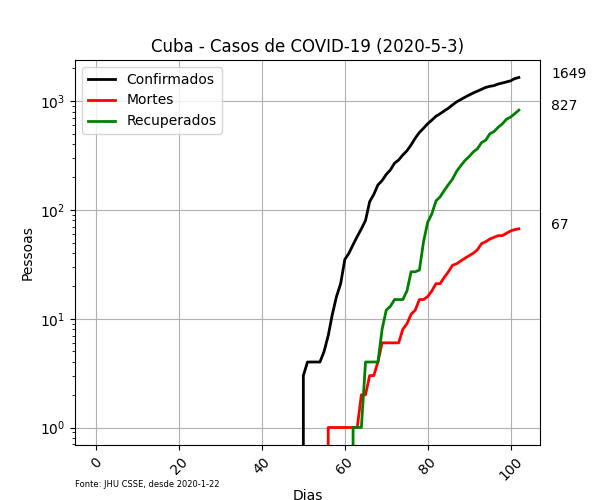 Cuba - Casos de COVID-19 (2020-5-3)
Confirmados
Mortes
Recuperados
1649
827
67
10³
10²
10¹
10⁰
Pessoas
0 20 40 60 80 100
Fonte: JHU CSSE, desde 2020-1-22
Dias